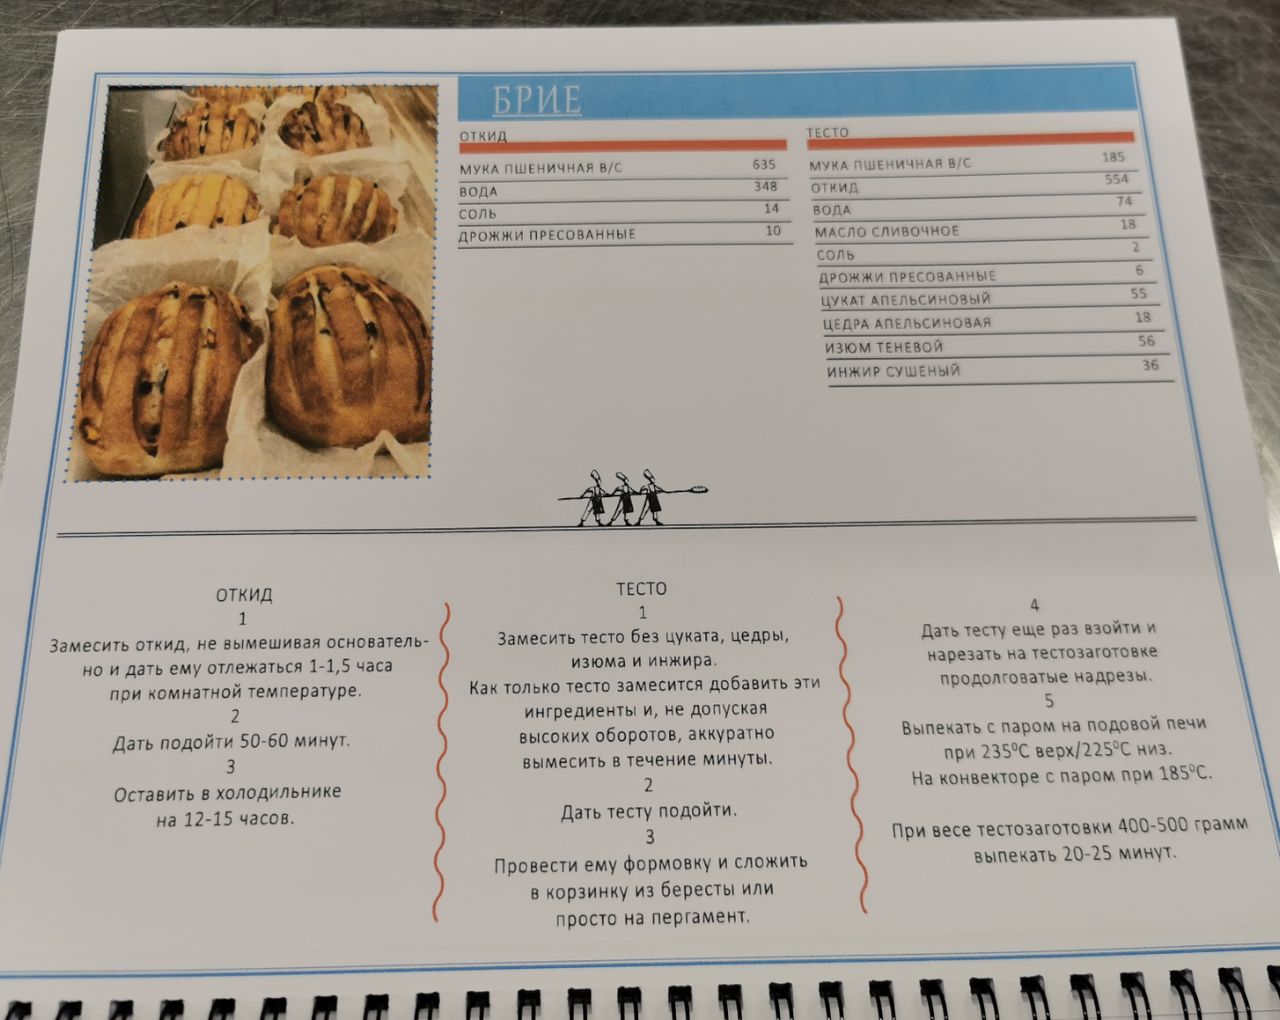 БРИЕ
ОТКИД
МУКА ПШЕНИЧНАЯ В/С 635
ВОДА 348
СОЛЬ 14
ДРОЖЖИ ПРЕСОВАННЫЕ 10
ТЕСТО
МУКА ПШЕНИЧНАЯ В/С 185
ОТКИД 554
ВОДА 74
МАСЛО СЛИВОЧНОЕ 18
СОЛЬ 2
ДРОЖЖИ ПРЕСОВАННЫЕ 6
ЦУКАТ АПЕЛЬСИНОВЫЙ 55
ЦЕДРА АПЕЛЬСИНОВАЯ 18
ИЗЮМ ТЕНЕВОЙ 56
ИНЖИР СУШЕНЫЙ 36
ОТКИД
1
Замесить откид, не вымешивая основатель-
но и дать ему отлежаться 1-1,5 часа
при комнатной температуре.
2
Дать подойти 50-60 минут.
3
Оставить в холодильнике
на 12-15 часов.
ТЕСТО
1
Замесить тесто без цуката, цедры,
изюма и инжира.
Как только тесто замесится добавить эти
ингредиенты и, не допуская
высоких оборотов, аккуратно
вымесить в течение минуты.
2
Дать тесту подойти.
3
Провести ему формовку и сложить
в корзинку из бересты или
просто на пергамент.
4
Дать тесту еще раз взойти и
нарезать на тестозаготовке
продолговатые надрезы.
5
Выпекать с паром на подовой печи
при 235⁰С верх/225⁰С низ.
На конвекторе с паром при 185⁰С.
При весе тестозаготовки 400-500 грамм
выпекать 20-25 минут.